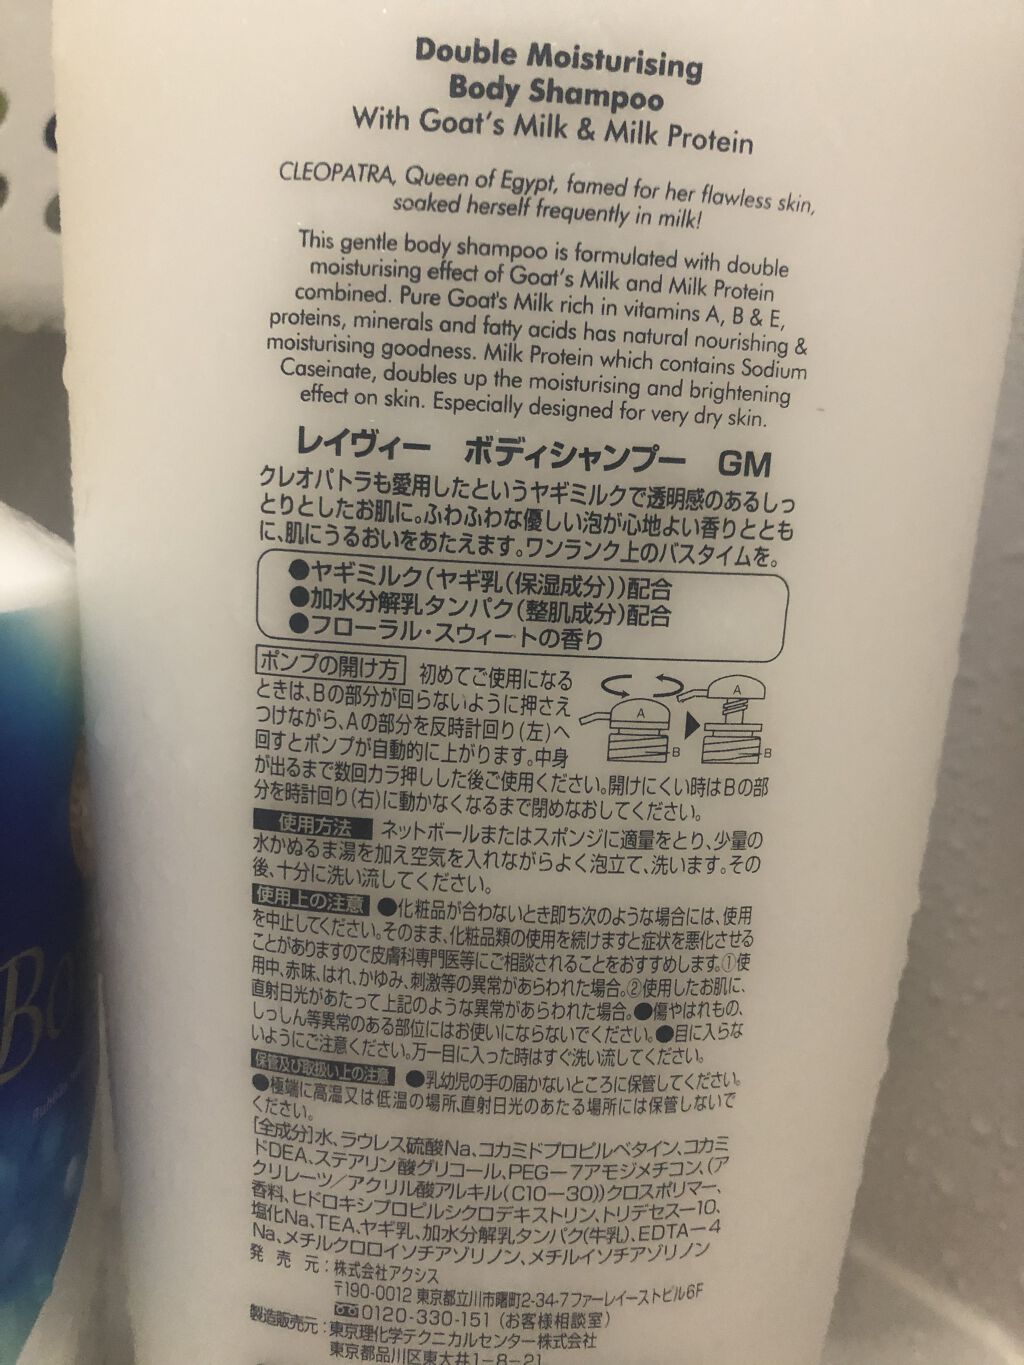 Double Moisturising
Body Shampoo
With Goat's Milk & Milk Protein
CLEOPATRA, Queen of Egypt, famed for her flawless skin,
soaked herself frequently in milk!
This gentle body shampoo is formulated with double
moisturising effect of Goat's Milk and Milk Protein
combined. Pure Goat's Milk rich in vitamins A, B & E,
proteins, minerals and fatty acids has natural nourishing &
moisturising goodness. Milk Protein which contains Sodium
Caseinate, doubles up the moisturising and brightening
effect on skin. Especially designed for very dry skin.
レイヴィー ボディシャンプー GM
クレオパトラも愛用したというヤギミルクで透明感のあるしっ
とりとしたお肌に。ふわふわな優しい泡が心地よい香りととも
に、肌にうるおいをあたえます。ワンランク上のバスタイムを。
●ヤギミルク(ヤギ乳(保湿成分))配合
●加水分解乳タンパク(整肌成分)配合
●フローラル・スウィートの香り
ポンプの開け方 初めてご使用になる
ときは、Bの部分が回らないように押さえ
つけながら、Aの部分を反時計回り(左)へ
回すとポンプが自動的に上がります。中身
が出るまで数回カラ押しした後ご使用ください。開けにくい時はBの部
分を時計回り(右)に動かなくなるまで閉めなおしてください。
A
B
A
B
使用方法 ネットボールまたはスポンジに適量をとり、少量の
水かぬるま湯を加え空気を入れながらよく泡立て、洗います。その
後、十分に洗い流してください。
使用上の注意 ●化粧品が合わないとき即ち次のような場合には、使用
を中止してください。そのまま、化粧品類の使用を続けますと症状を悪化させる
ことがありますので皮膚科専門医等にご相談されることをおすすめします。①使
用中、赤味、はれ、かゆみ、刺激等の異常があらわれた場合。②使用したお肌に、
直射日光があたって上記のような異常があらわれた場合。●傷やはれもの、
しっしん等異常のある部位にはお使いにならないでください。●目に入らな
いようにご注意ください。万一目に入った時はすぐ洗い流してください。
保管及び取扱い上の注意 ●乳幼児の手の届かないところに保管してください。
●極端に高温又は低温の場所、直射日光のあたる場所には保管しないで
ください。
[全成分]水、ラウレス硫酸Na、コカミドプロピルベタイン、コカミ
ドDEA、ステアリン酸グリコール、PEG－7アモジメチコン、(ア
クリレーツ／アクリル酸アルキル(C10－30))クロスポリマー、
香料、ヒドロキシプロピルシクロデキストリン、トリデセス－10、
塩化Na、TEA、ヤギ乳、加水分解乳タンパク(牛乳)、EDTA－4
Na、メチルクロロイソチアゾリノン、メチルイソチアゾリノン
発売元：株式会社アクシス
〒190-0012 東京都立川市曙町2-34-7ファーレイーストビル6F
0120-330-151 (お客様相談室)
製造販売元：東京理化学テクニカルセンター株式会社
東京都品川区東大井1－8－21